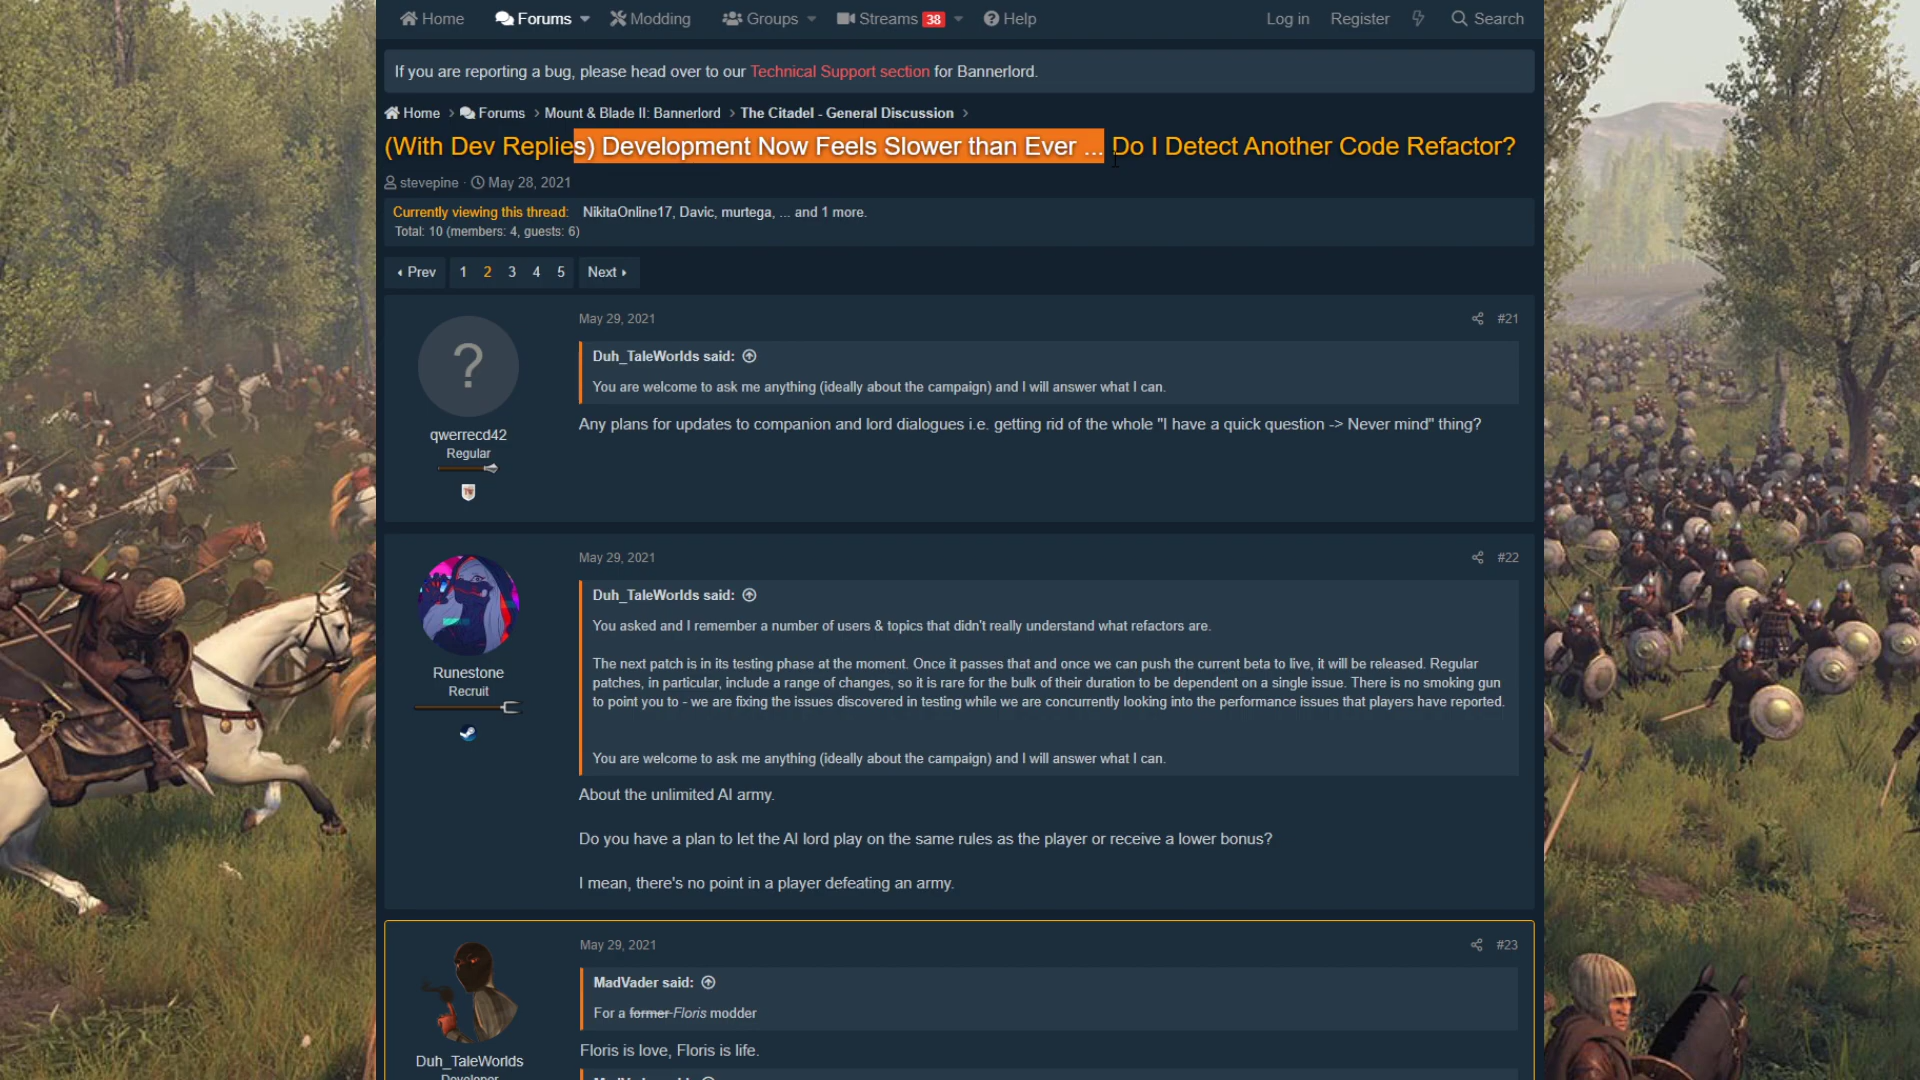 Home Forums Modding Groups Streams 38 Help Log in Register Search
If you are reporting a bug, please head over to our Technical Support section for Bannerlord.
Home > Forums > Mount & Blade II: Bannerlord > The Citadel - General Discussion >
(With Dev Replies) Development Now Feels Slower than Ever ... Do I Detect Another Code Refactor?
stevepine · May 28, 2021
Currently viewing this thread: NikitaOnline17, Davic, murtega, ... and 1 more.
Total: 10 (members: 4, guests: 6)
Prev 1 2 3 4 5 Next
May 29, 2021 #21
Duh_TaleWorlds said:
You are welcome to ask me anything (ideally about the campaign) and I will answer what I can.
Any plans for updates to companion and lord dialogues i.e. getting rid of the whole "I have a quick question -> Never mind" thing?
qwerrecd42
Regular
May 29, 2021 #22
Duh_TaleWorlds said:
You asked and I remember a number of users & topics that didn't really understand what refactors are.
The next patch is in its testing phase at the moment. Once it passes that and once we can push the current beta to live, it will be released. Regular
patches, in particular, include a range of changes, so it is rare for the bulk of their duration to be dependent on a single issue. There is no smoking gun
to point you to - we are fixing the issues discovered in testing while we are concurrently looking into the performance issues that players have reported.
You are welcome to ask me anything (ideally about the campaign) and I will answer what I can.
Runestone
Recruit
About the unlimited AI army.
Do you have a plan to let the AI lord play on the same rules as the player or receive a lower bonus?
I mean, there's no point in a player defeating an army.
May 29, 2021 #23
MadVader said:
For a former Floris modder
Floris is love, Floris is life.
Duh_TaleWorlds
Developer